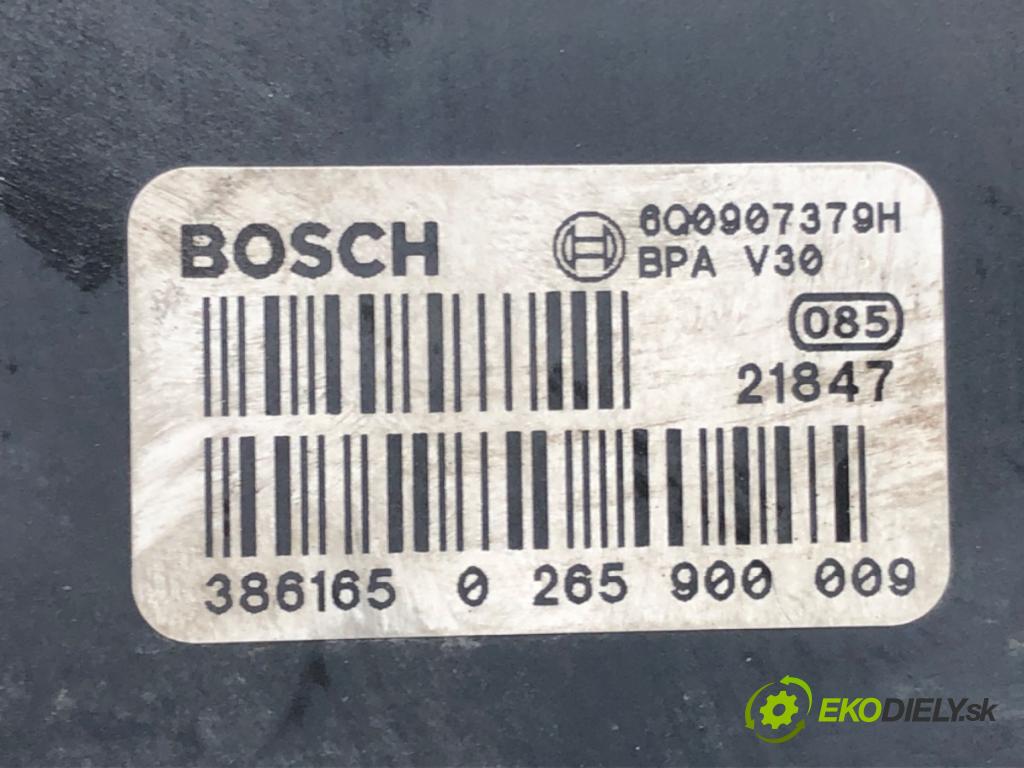 BOSCH
6Q0907379H
BPA V30
085
21847
386165 0 265 900 009
EKODIELY.sk